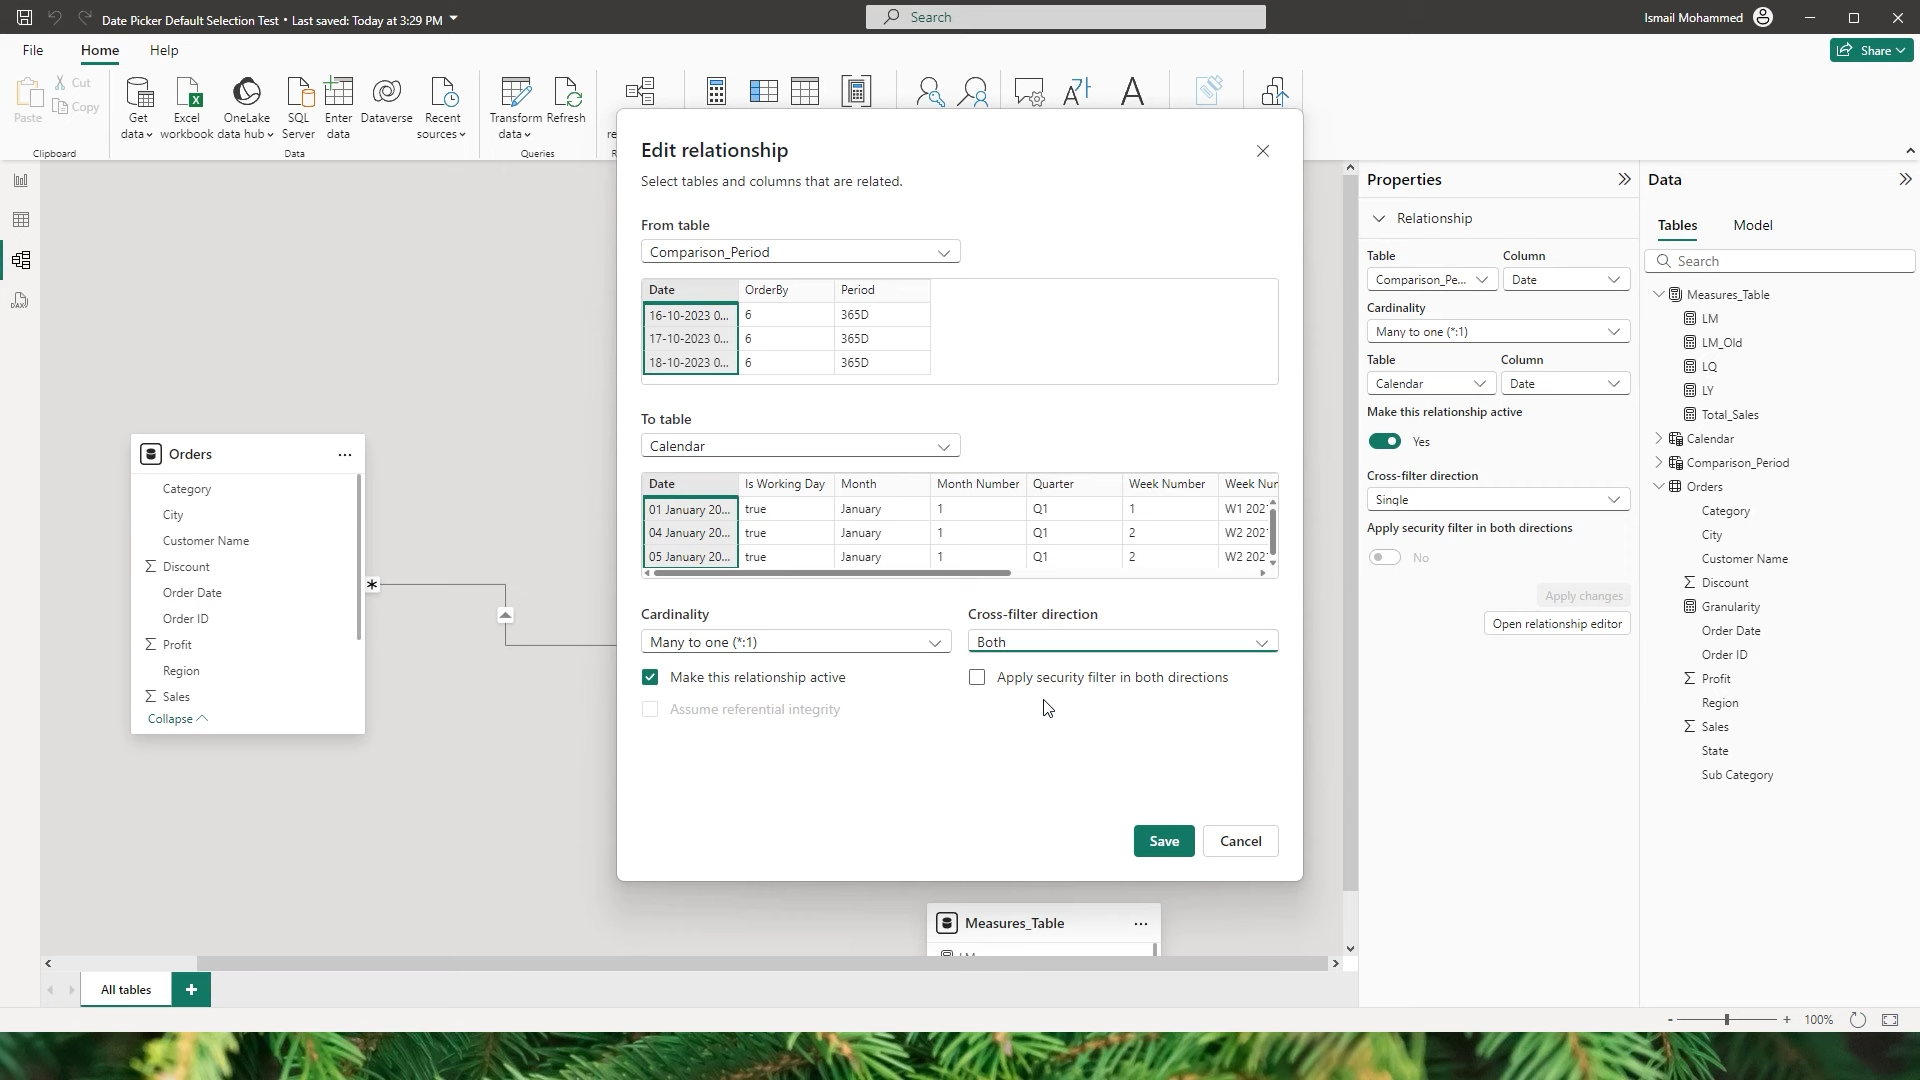 Date Picker Default Selection Test • Last saved: Today at 3:29 PM
Search
Ismail Mohammed
File
Home
Help
Share
Paste
Cut
Copy
Clipboard
Get data
Excel workbook
OneLake data hub
SQL Server
Enter data
Dataverse
Recent sources
Data
Transform data
Refresh
Queries
Edit relationship
Select tables and columns that are related.
From table
Comparison_Period
Date OrderBy Period
16-10-2023 0... 6 365D
17-10-2023 0... 6 365D
18-10-2023 0... 6 365D
To table
Calendar
Date Is Working Day Month Month Number Quarter Week Number Week Nur
01 January 20... true January 1 Q1 1 W1 202
04 January 20... true January 1 Q1 2 W2 202
05 January 20... true January 1 Q1 2 W2 202
Cardinality
Many to one (*:1)
Cross-filter direction
Both
Make this relationship active
Apply security filter in both directions
Assume referential integrity
Save
Cancel
Orders
Category
City
Customer Name
Discount
Order Date
Order ID
Profit
Region
Sales
Collapse
Measures_Table
All tables
Properties
Relationship
Table Column
Comparison_Pe... Date
Cardinality
Many to one (*:1)
Table Column
Calendar Date
Make this relationship active
Yes
Cross-filter direction
Single
Apply security filter in both directions
No
Apply changes
Open relationship editor
Data
Tables
Model
Search
Measures_Table
LM
LM_Old
LQ
LY
Total_Sales
Calendar
Comparison_Period
Orders
Category
City
Customer Name
Discount
Granularity
Order Date
Order ID
Profit
Region
Sales
State
Sub Category
- + 100%